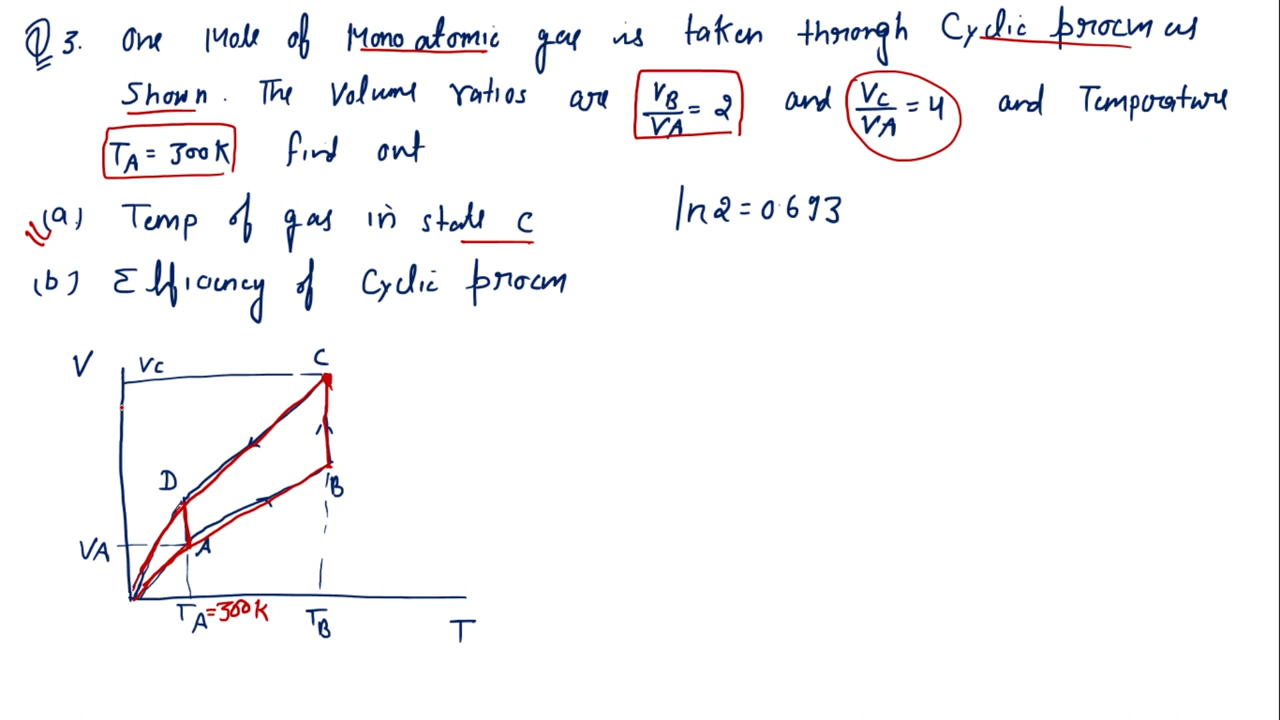 Q3. One Mole of Mono atomic gas is taken through Cyclic process as
Shown. The Volume ratios are VB/VA = 2 and VC/VA = 4 and Temperature
TA = 300K find out
(a) Temp of gas in state C
ln2 = 0.693
(b) Efficiency of Cyclic process
V
VC
C
D
B
VA
A
TA = 300K
TB
T